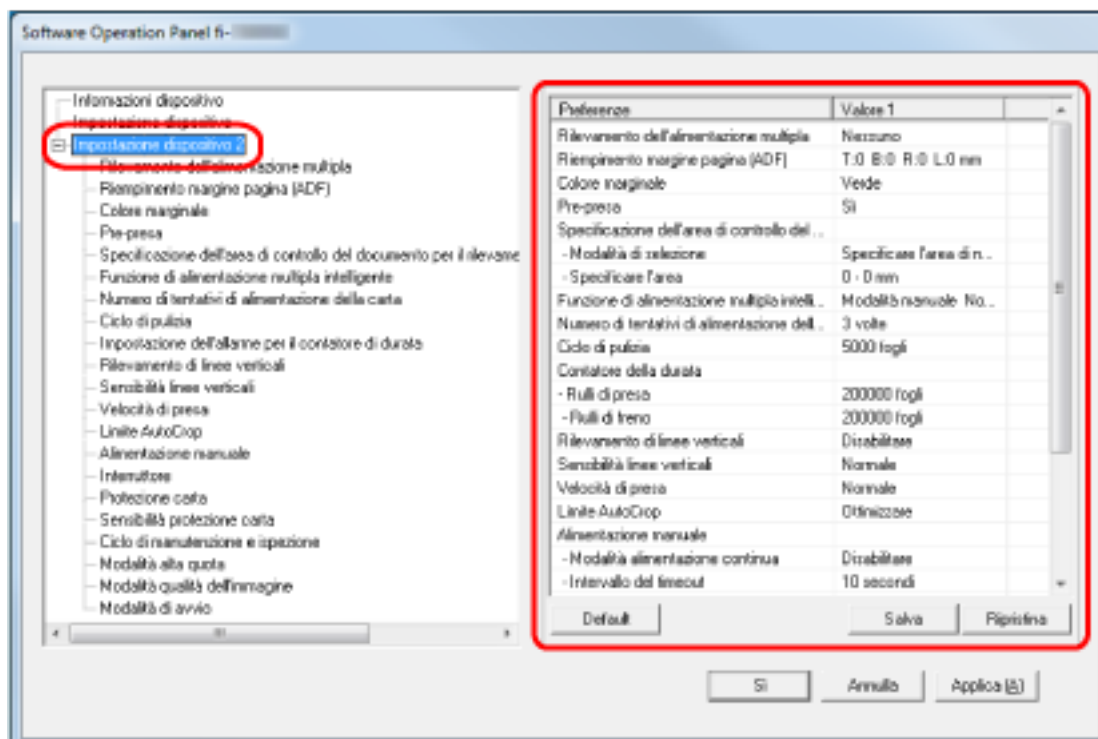 Software Operation Panel fi-
Informazioni dispositivo
Impostazione dispositivo
Impostazione dispositivo 2
Rilevamento dell'alimentazione multipla
Riempimento margine pagina (ADF)
Colore marginale
Pre-presa
Specificazione dell'area di controllo del documento per il rilevame
Funzione di alimentazione multipla intelligente
Numero di tentativi di alimentazione della carta
Ciclo di pulizia
Impostazione dell'allarme per il contatore di durata
Rilevamento di linee verticali
Sensibilità linee verticali
Velocità di presa
Limite AutoCrop
Alimentazione manuale
Interruttore
Protezione carta
Sensibilità protezione carta
Ciclo di manutenzione e ispezione
Modalità alta quota
Modalità qualità dell'immagine
Modalità di avvio
Preferenze Valore 1
Rilevamento dell'alimentazione multipla Nessuno
Riempimento margine pagina (ADF) T:0 B:0 R:0 L:0 mm
Colore marginale Verde
Pre-presa Sì
Specificazione dell'area di controllo del ...
- Modalità di selezione Specificare l'area di n...
- Specificare l'area 0 - 0 mm
Funzione di alimentazione multipla intelli... Modalità manuale No...
Numero di tentativi di alimentazione dell... 3 volte
Ciclo di pulizia 5000 fogli
Contatore della durata
- Rulli di presa 200000 fogli
- Rulli di freno 200000 fogli
Rilevamento di linee verticali Disabilitare
Sensibilità linee verticali Normale
Velocità di presa Normale
Limite AutoCrop Ottimizzare
Alimentazione manuale
- Modalità alimentazione continua Disabilitare
- Intervallo del timeout 10 secondi
Default Salva Ripristina
Sì Annulla Applica (A)